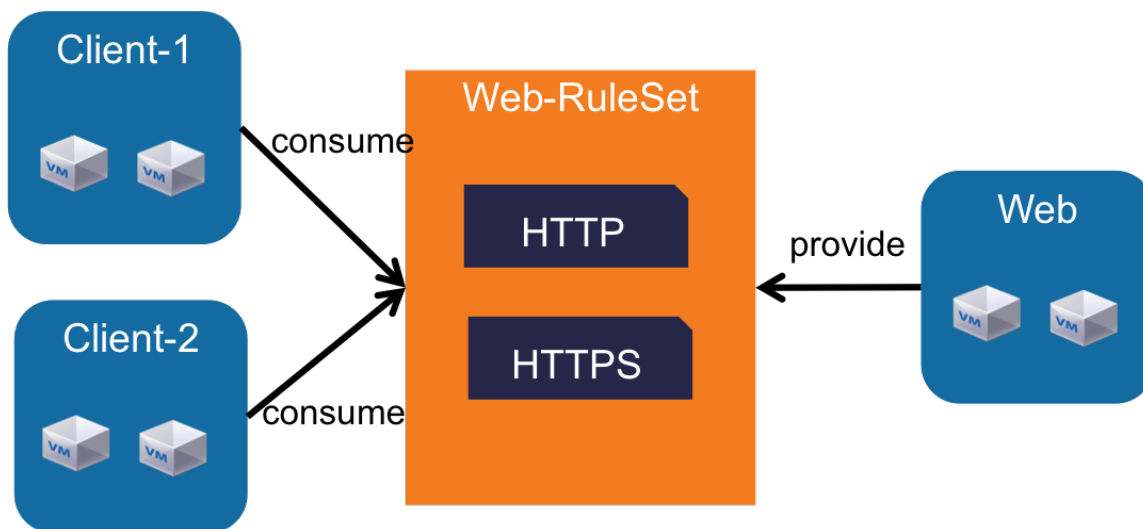 Client-1
VM VM
consume
Web-RuleSet
HTTP
HTTPS
provide
Web
VM VM
Client-2
VM VM
consume